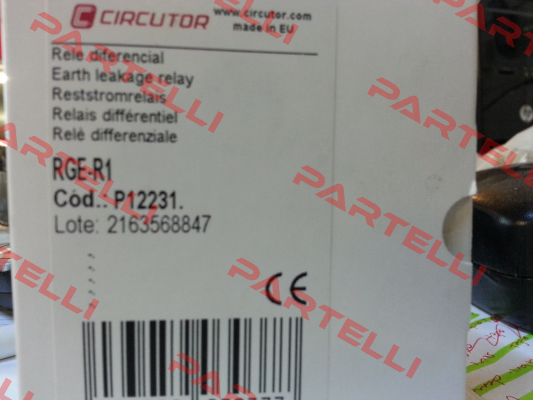 CIRCUTOR
www.circutor.com
made in EU
Relé diferencial
Earth leakage relay
Reststromrelais
Relais différentiel
Relè differenziale
RGE-R1
Cód.: P12231.
Lote: 2163568847
CE
PARTELLI
PARTELLI
PARTELLI
PARTELLI
PARTELLI
PARTELLI